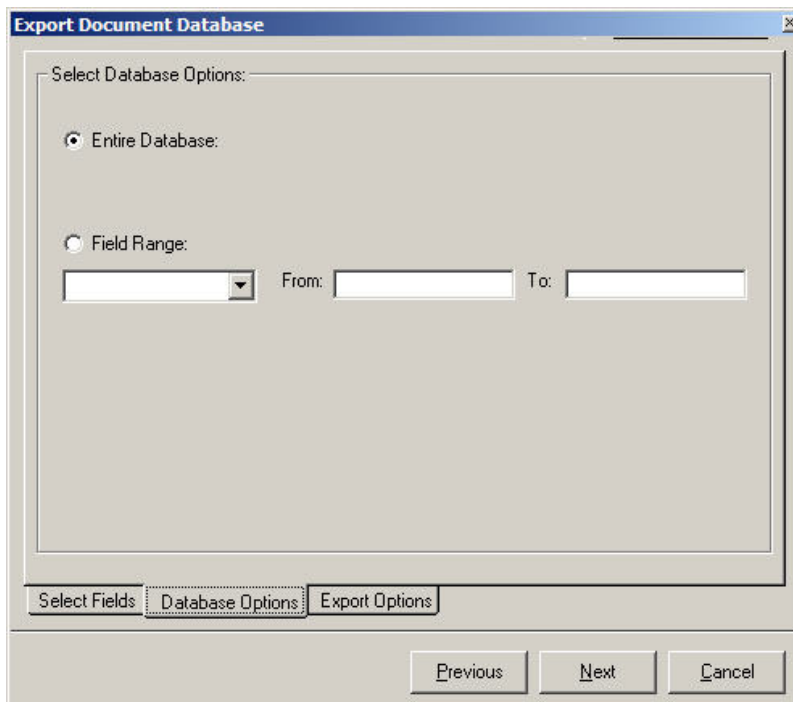 Export Document Database
Select Database Options:
Entire Database:
Field Range:
From: To:
Select Fields Database Options Export Options
Previous Next Cancel